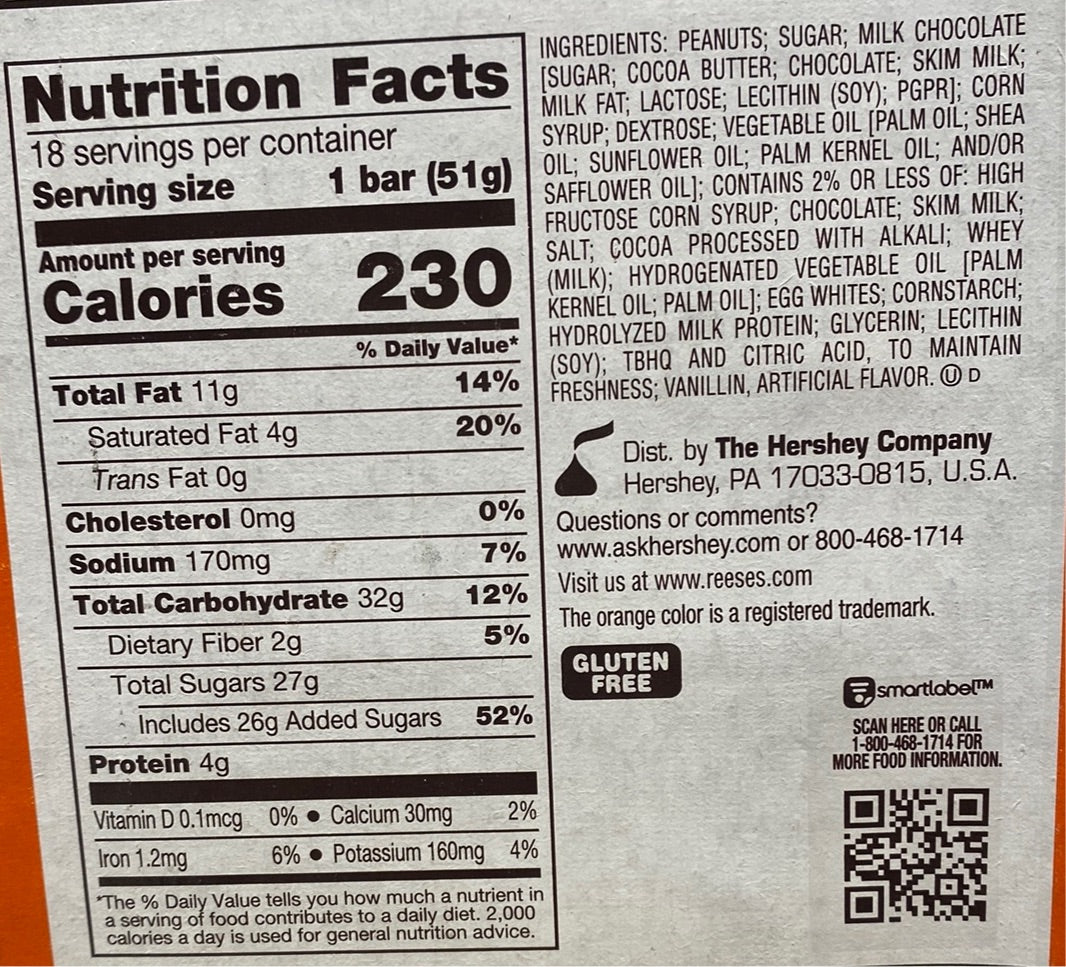 Nutrition Facts
18 servings per container
Serving size 1 bar (51g)
Amount per serving
Calories 230
% Daily Value*
Total Fat 11g 14%
Saturated Fat 4g 20%
Trans Fat 0g
Cholesterol 0mg 0%
Sodium 170mg 7%
Total Carbohydrate 32g 12%
Dietary Fiber 2g 5%
Total Sugars 27g
Includes 26g Added Sugars 52%
Protein 4g
Vitamin D 0.1mcg 0% • Calcium 30mg 2%
Iron 1.2mg 6% • Potassium 160mg 4%
*The % Daily Value tells you how much a nutrient in
a serving of food contributes to a daily diet. 2,000
calories a day is used for general nutrition advice.
INGREDIENTS: PEANUTS; SUGAR; MILK CHOCOLATE
[SUGAR; COCOA BUTTER; CHOCOLATE; SKIM MILK;
MILK FAT; LACTOSE; LECITHIN (SOY); PGPR]; CORN
SYRUP; DEXTROSE; VEGETABLE OIL [PALM OIL; SHEA
OIL; SUNFLOWER OIL; PALM KERNEL OIL; AND/OR
SAFFLOWER OIL]; CONTAINS 2% OR LESS OF: HIGH
FRUCTOSE CORN SYRUP; CHOCOLATE; SKIM MILK;
SALT; COCOA PROCESSED WITH ALKALI; WHEY
(MILK); HYDROGENATED VEGETABLE OIL [PALM
KERNEL OIL; PALM OIL]; EGG WHITES; CORNSTARCH;
HYDROLYZED MILK PROTEIN; GLYCERIN; LECITHIN
(SOY); TBHQ AND CITRIC ACID, TO MAINTAIN
FRESHNESS; VANILLIN, ARTIFICIAL FLAVOR. Ⓤ D
Dist. by The Hershey Company
Hershey, PA 17033-0815, U.S.A.
Questions or comments?
www.askhershey.com or 800-468-1714
Visit us at www.reeses.com
The orange color is a registered trademark.
GLUTEN
FREE
smartlabel™
SCAN HERE OR CALL
1-800-468-1714 FOR
MORE FOOD INFORMATION.